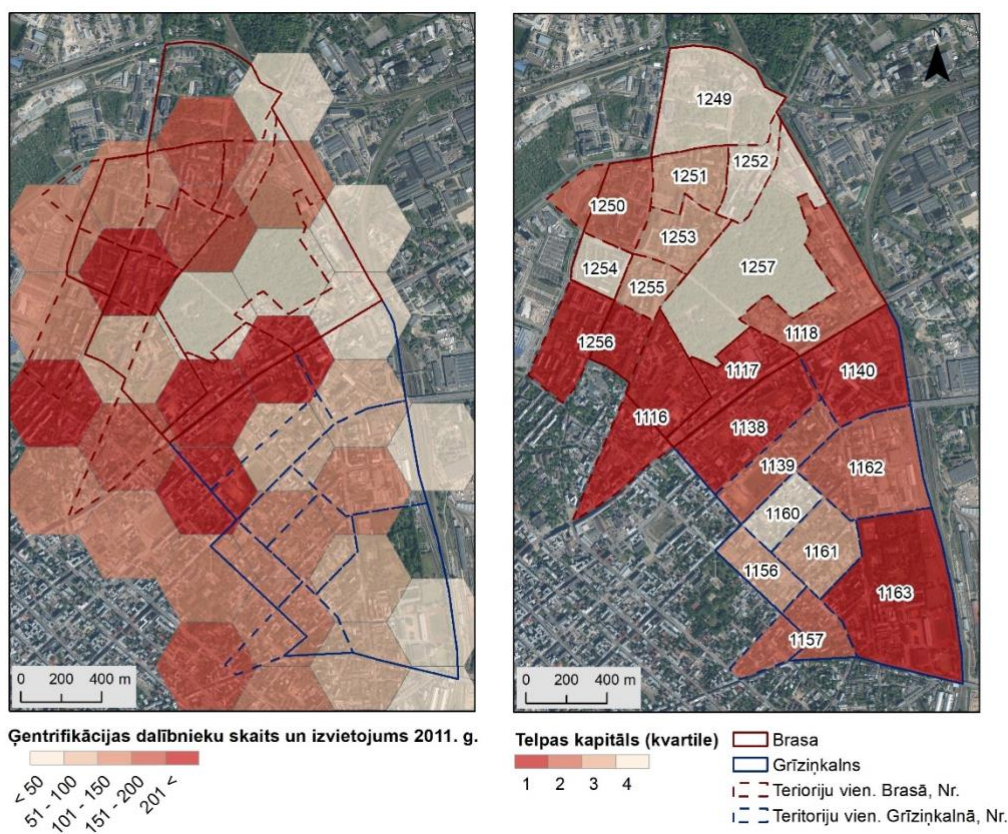 N
1249
1252
1251
1250
1253
1257
1254
1255
1118
1256
1117
1140
1116
1138
1139
1162
1160
1161
1156
1163
1157
0 200 400 m
0 200 400 m
Ģentrifikācijas dalībnieku skaits un izvietojums 2011. g.
< 50
51 - 100
101 - 150
151 - 200
201 <
Telpas kapitāls (kvartile)
1 2 3 4
Brasa
Grīziņkalns
Terioriju vien. Brasā, Nr.
Teritoriju vien. Grīziņkalnā, Nr.